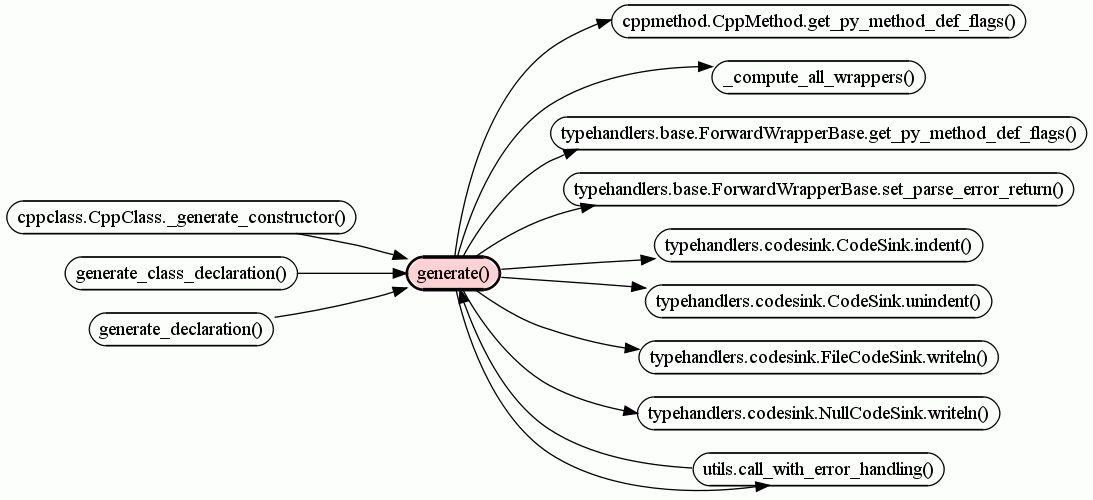 cppmethod.CppMethod.get_py_method_def_flags()
_compute_all_wrappers()
typehandlers.base.ForwardWrapperBase.get_py_method_def_flags()
typehandlers.base.ForwardWrapperBase.set_parse_error_return()
cppclass.CppClass._generate_constructor()
typehandlers.codesink.CodeSink.indent()
generate_class_declaration()
generate()
typehandlers.codesink.CodeSink.unindent()
generate_declaration()
typehandlers.codesink.FileCodeSink.writeln()
typehandlers.codesink.NullCodeSink.writeln()
utils.call_with_error_handling()